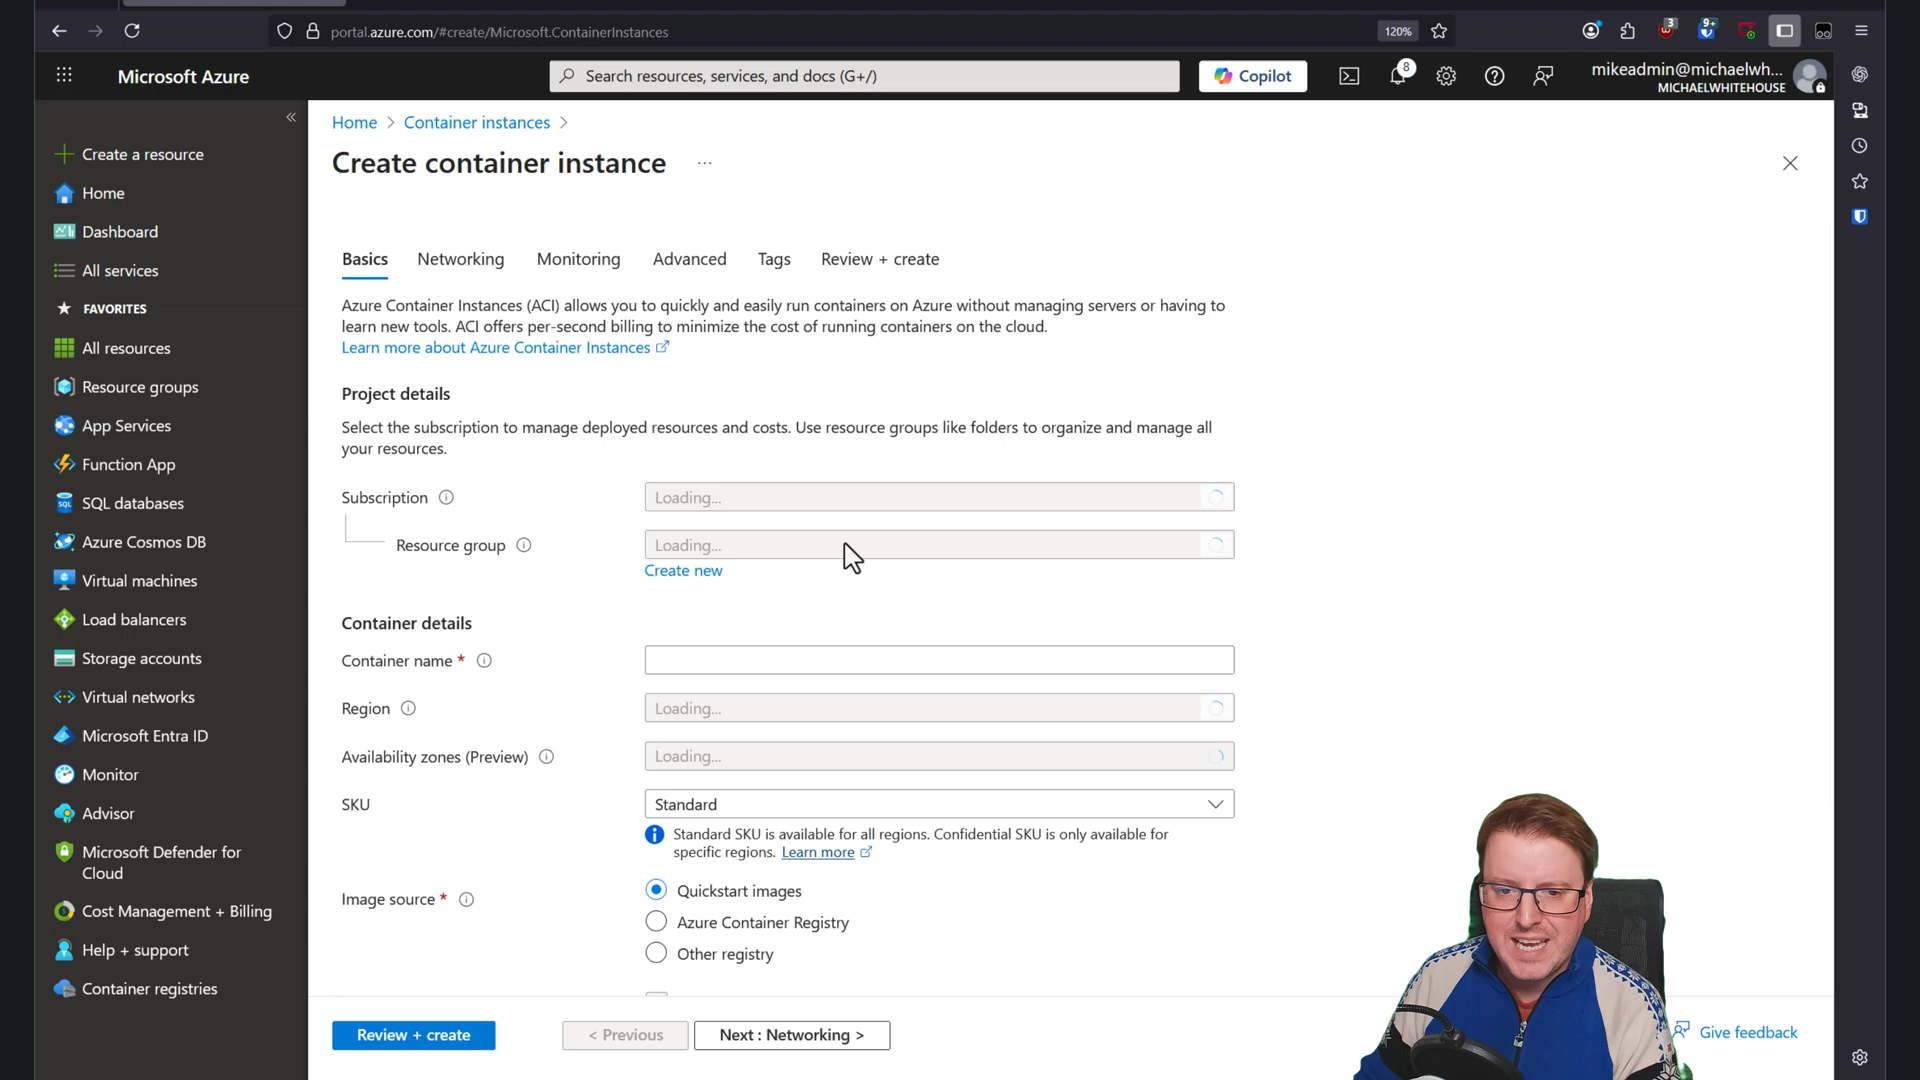 portal.azure.com/#create/Microsoft.ContainerInstances
120%
3
9+
Microsoft Azure
Search resources, services, and docs (G+/)
Copilot
8
mikeadmin@michaelwh...
MICHAELWHITEHOUSE
Create a resource
Home
Dashboard
All services
FAVORITES
All resources
Resource groups
App Services
Function App
SQL databases
Azure Cosmos DB
Virtual machines
Load balancers
Storage accounts
Virtual networks
Microsoft Entra ID
Monitor
Advisor
Microsoft Defender for
Cloud
Cost Management + Billing
Help + support
Container registries
Home > Container instances >
Create container instance ...
Basics Networking Monitoring Advanced Tags Review + create
Azure Container Instances (ACI) allows you to quickly and easily run containers on Azure without managing servers or having to
learn new tools. ACI offers per-second billing to minimize the cost of running containers on the cloud.
Learn more about Azure Container Instances
Project details
Select the subscription to manage deployed resources and costs. Use resource groups like folders to organize and manage all
your resources.
Subscription Loading...
Resource group Loading...
Create new
Container details
Container name *
Region Loading...
Availability zones (Preview) Loading...
SKU Standard
Standard SKU is available for all regions. Confidential SKU is only available for
specific regions. Learn more
Image source * Quickstart images
Azure Container Registry
Other registry
Review + create
< Previous
Next : Networking >
Give feedback